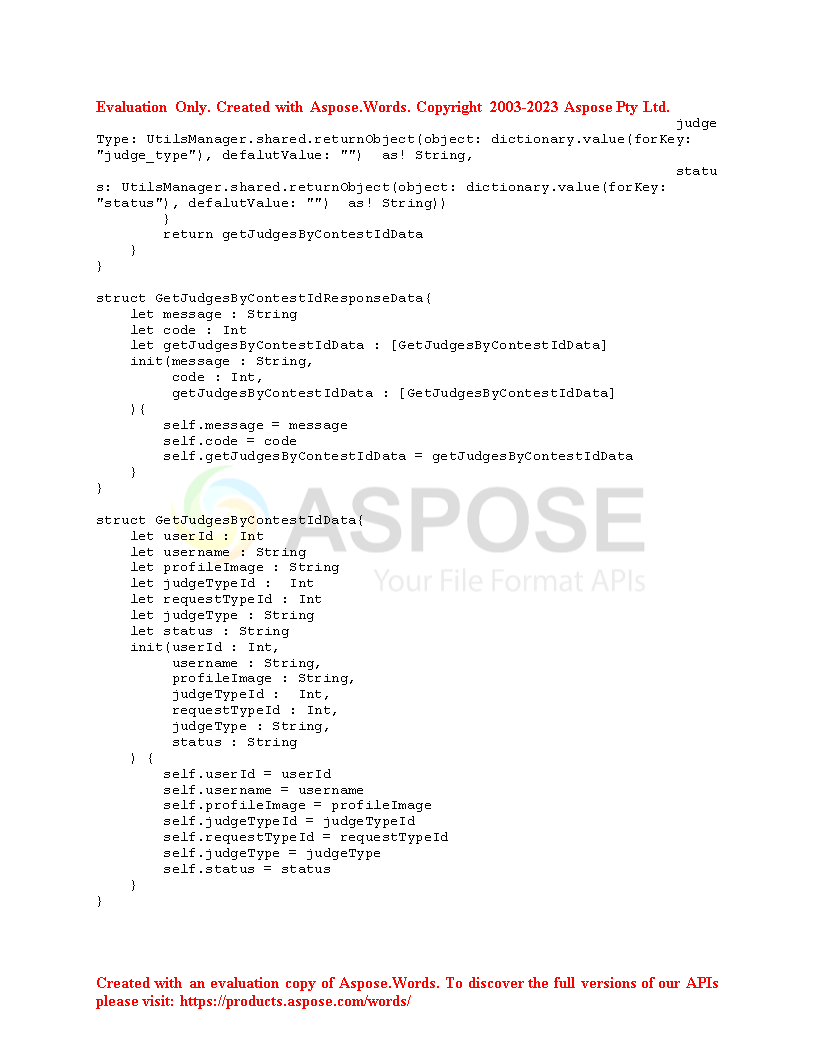 Evaluation Only. Created with Aspose.Words. Copyright 2003-2023 Aspose Pty Ltd.
judge
Type: UtilsManager.shared.returnObject(object: dictionary.value(forKey:
"judge_type"), defalutValue: "")  as! String,
statu
s: UtilsManager.shared.returnObject(object: dictionary.value(forKey:
"status"), defalutValue: "")  as! String))
        }
        return getJudgesByContestIdData
    }
}

struct GetJudgesByContestIdResponseData{
    let message : String
    let code : Int
    let getJudgesByContestIdData : [GetJudgesByContestIdData]
    init(message : String,
         code : Int,
         getJudgesByContestIdData : [GetJudgesByContestIdData]
    ){
        self.message = message
        self.code = code
        self.getJudgesByContestIdData = getJudgesByContestIdData
    }
}

struct GetJudgesByContestIdData{
    let userId : Int
    let username : String
    let profileImage : String
    let judgeTypeId :  Int
    let requestTypeId : Int
    let judgeType : String
    let status : String
    init(userId : Int,
         username : String,
         profileImage : String,
         judgeTypeId :  Int,
         requestTypeId : Int,
         judgeType : String,
         status : String
    ) {
        self.userId = userId
        self.username = username
        self.profileImage = profileImage
        self.judgeTypeId = judgeTypeId
        self.requestTypeId = requestTypeId
        self.judgeType = judgeType
        self.status = status
    }
}
ASPOSE
Your File Format APIs
Created with an evaluation copy of Aspose.Words. To discover the full versions of our APIs
please visit: https://products.aspose.com/words/